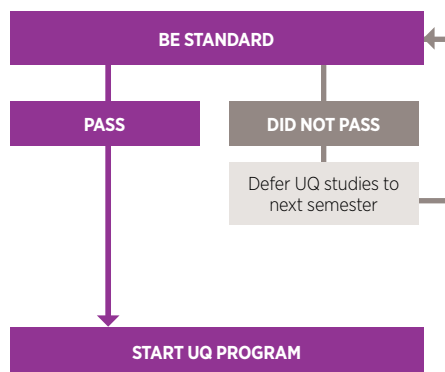 BE STANDARD
PASS
DID NOT PASS
Defer UQ studies to
next semester
START UQ PROGRAM